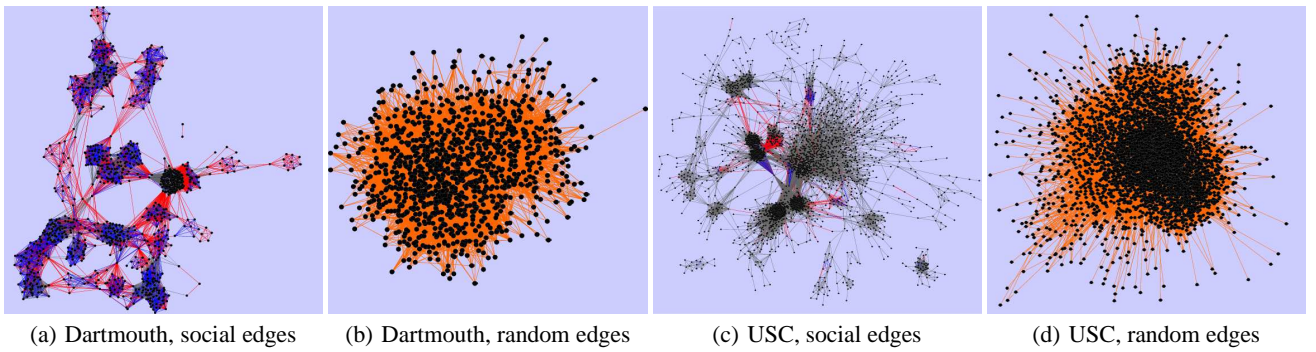 (a) Dartmouth, social edges
(b) Dartmouth, random edges
(c) USC, social edges
(d) USC, random edges